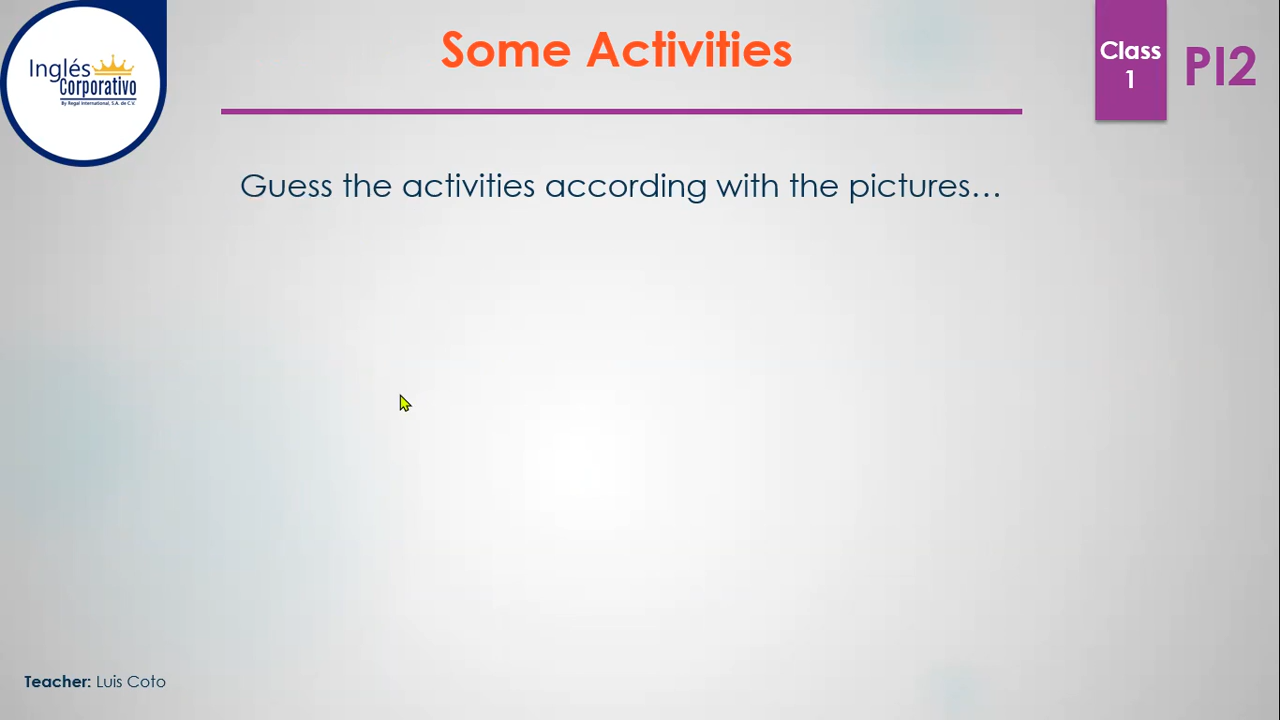 Inglés
Corporativo
By Regal International, S.A. de C.V.
Some Activities
Class
1
PI2
Guess the activities according with the pictures…
Teacher: Luis Coto